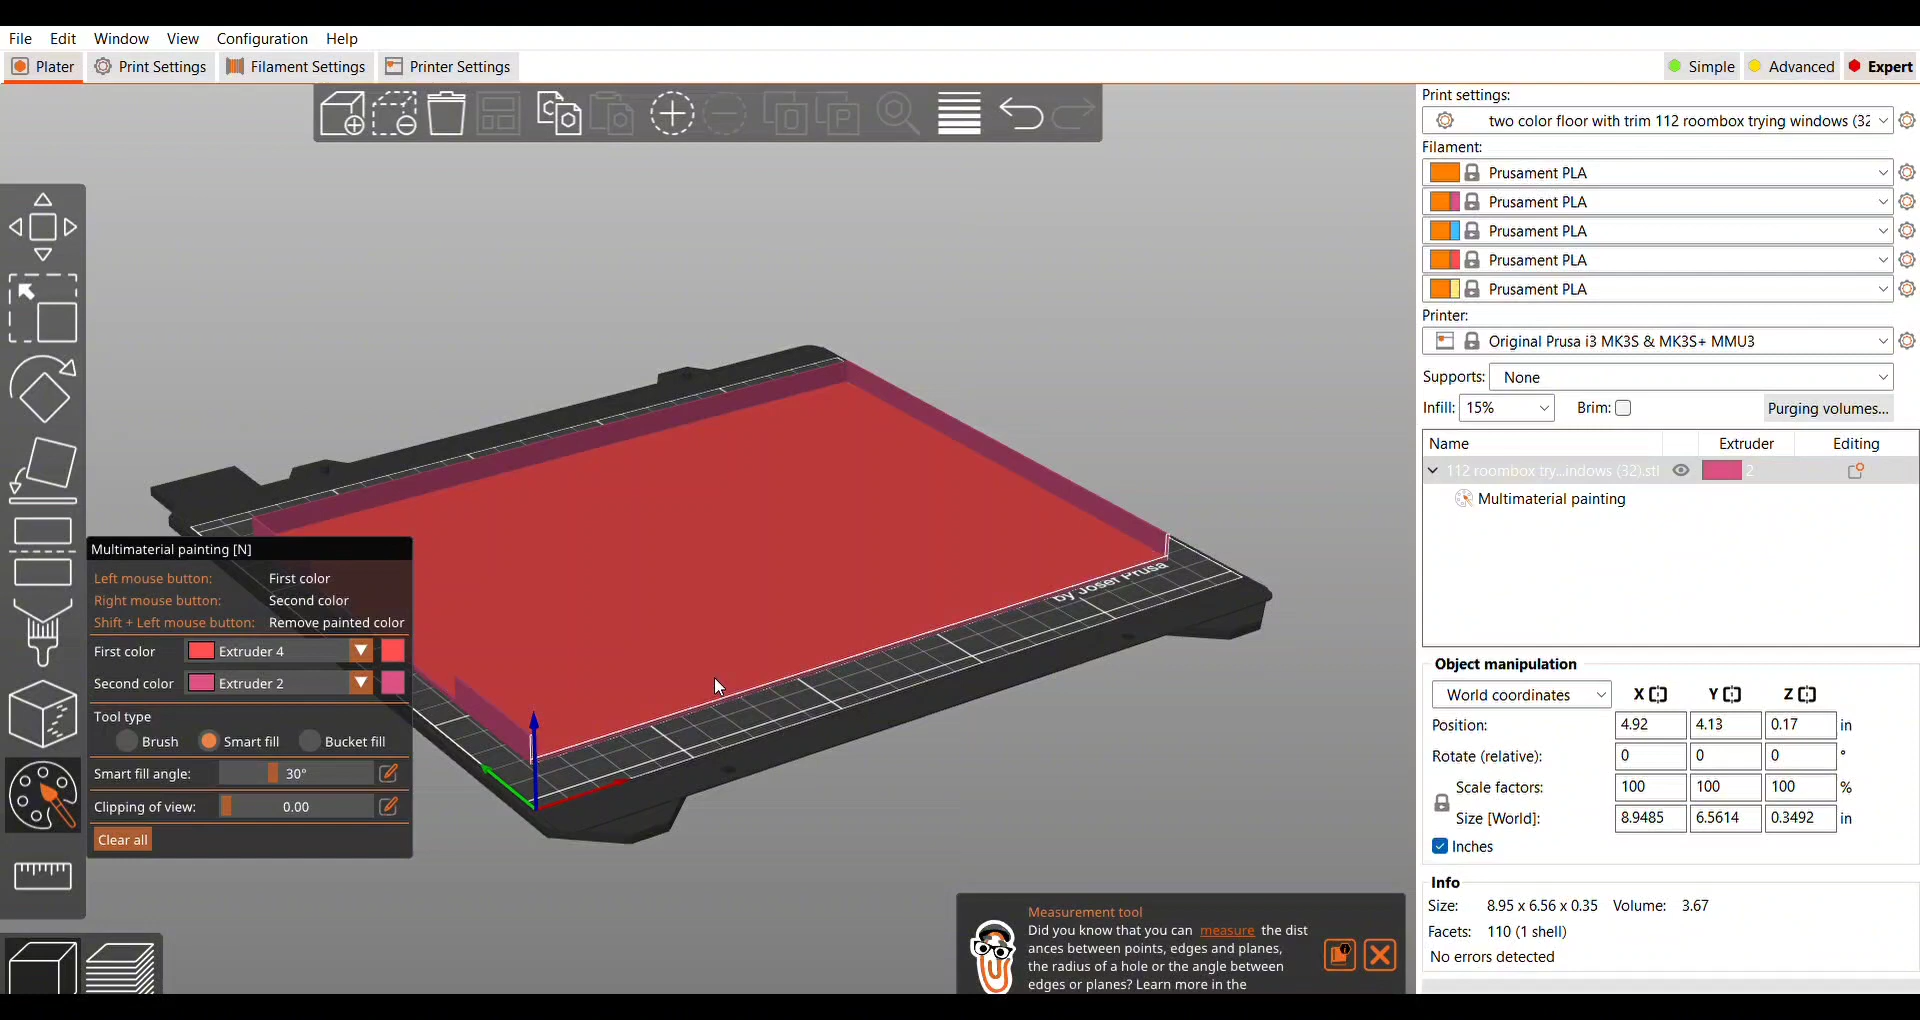 File Edit Window View Configuration Help
Plater Print Settings Filament Settings Printer Settings
Simple Advanced Expert
Print settings:
two color floor with trim 112 roombox trying windows (32
Filament:
Prusament PLA
Prusament PLA
Prusament PLA
Prusament PLA
Prusament PLA
Printer:
Original Prusa i3 MK3S & MK3S+ MMU3
Supports: None
Infill: 15% Brim: Purging volumes...
Name Extruder Editing
112 roombox try...indows (32).stl 2
Multimaterial painting
by Josef Prusa
Multimaterial painting [N]
Left mouse button: First color
Right mouse button: Second color
Shift + Left mouse button: Remove painted color
First color Extruder 4
Second color Extruder 2
Tool type
Brush Smart fill Bucket fill
Smart fill angle: 30°
Clipping of view: 0.00
Clear all
Object manipulation
World coordinates X Y Z
Position: 4.92 4.13 0.17 in
Rotate (relative): 0 0 0 °
Scale factors: 100 100 100 %
Size [World]: 8.9485 6.5614 0.3492 in
Inches
Info
Size: 8.95 x 6.56 x 0.35 Volume: 3.67
Facets: 110 (1 shell)
No errors detected
Measurement tool
Did you know that you can measure the dist
ances between points, edges and planes,
the radius of a hole or the angle between
edges or planes? Learn more in the